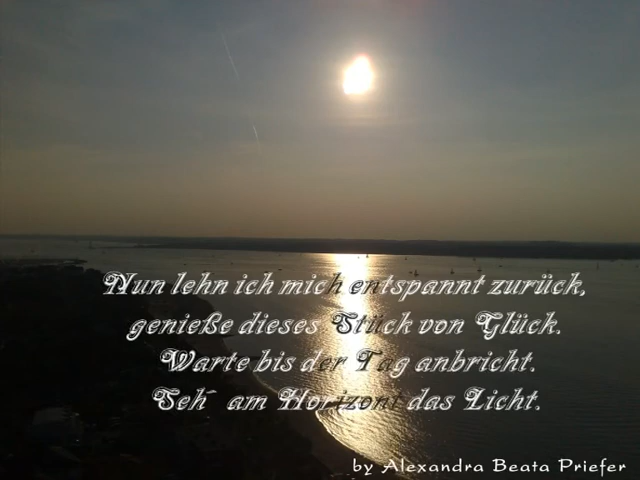 Nun lehn ich mich entspannt zurück,
genieße dieses Stück von Glück.
Warte bis der Tag anbricht.
Seh´ am Horizont das Licht.
by Alexandra Beata Priefer